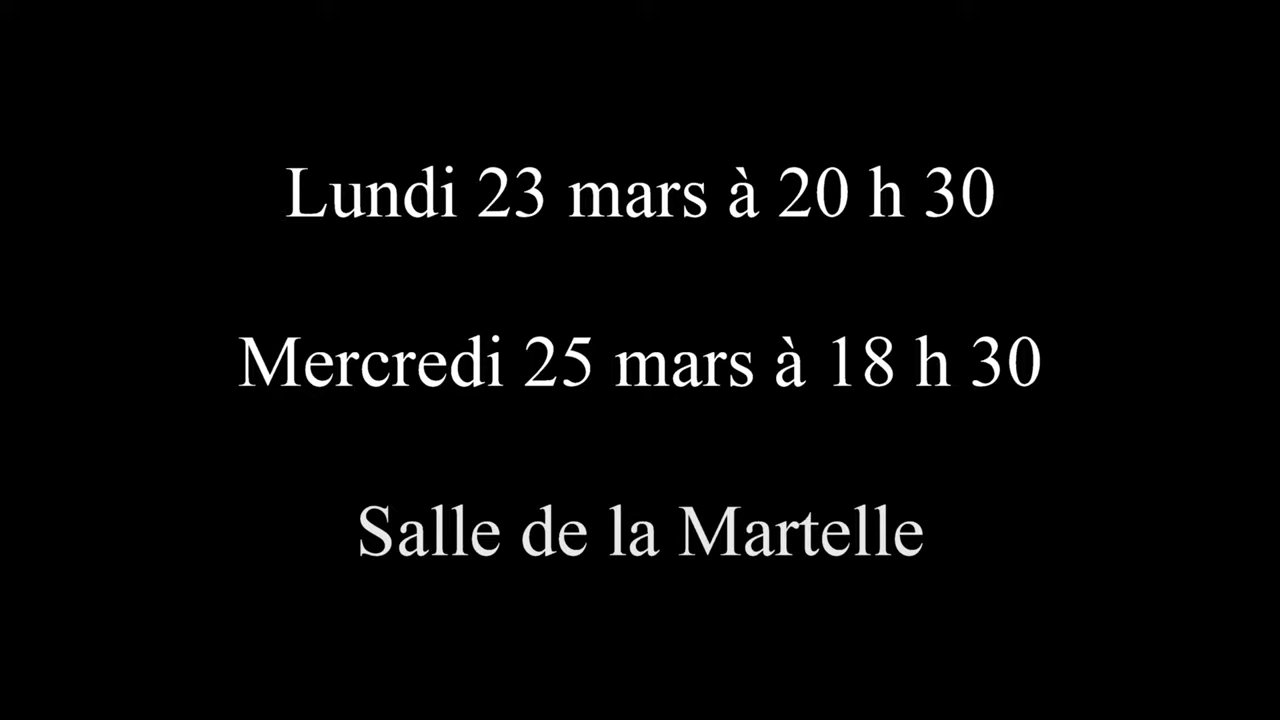 Lundi 23 mars à 20 h 30
Mercredi 25 mars à 18 h 30
Salle de la Martelle